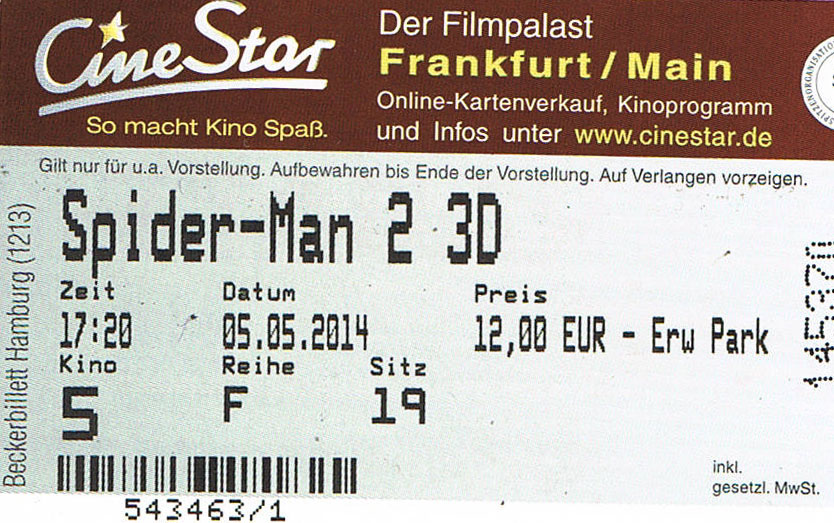 CineStar
So macht Kino Spaß.
Der Filmpalast
Frankfurt / Main
Online-Kartenverkauf, Kinoprogramm
und Infos unter www.cinestar.de
Gilt nur für u.a. Vorstellung. Aufbewahren bis Ende der Vorstellung. Auf Verlangen vorzeigen.
Spider-Man 2 3D
Zeit Datum Preis
17:20 05.05.2014 12,00 EUR - Erw Park
Kino Reihe Sitz
5 F 19
543463/1
inkl.
gesetzl. MwSt.
Beckerbillett Hamburg (1213)